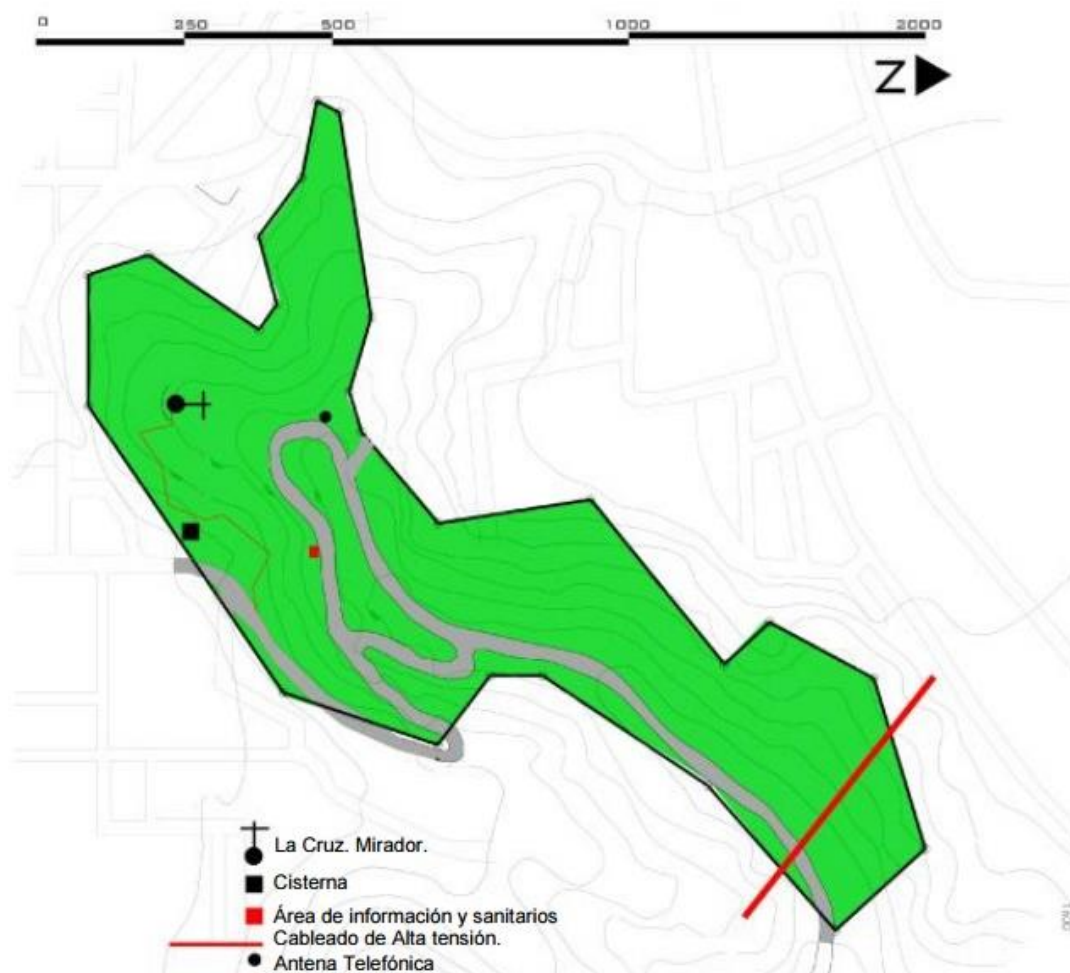 0 250 500 1000 2000
N
La Cruz. Mirador.
Cisterna
Área de información y sanitarios
Cableado de Alta tensión.
Antena Telefónica